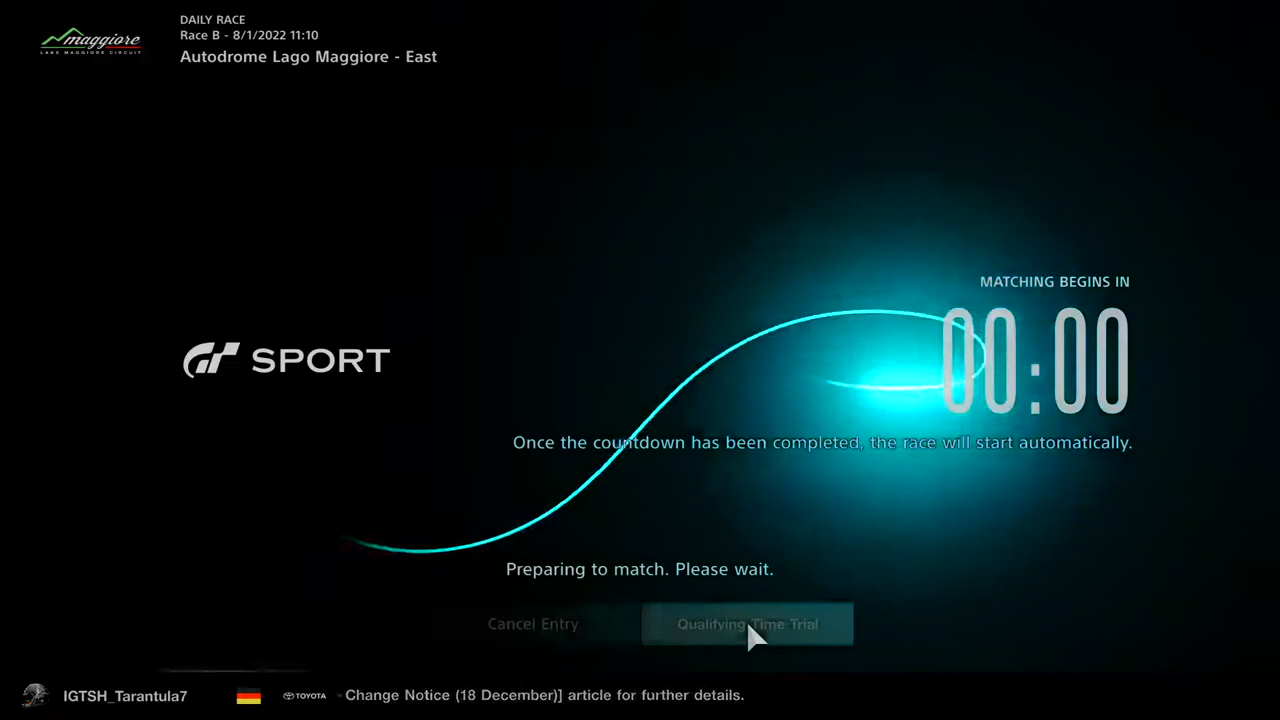 maggiore
LAKE MAGGIORE CIRCUIT
DAILY RACE
Race B - 8/1/2022 11:10
Autodrome Lago Maggiore - East
MATCHING BEGINS IN
00:00
GT SPORT
Once the countdown has been completed, the race will start automatically.
Preparing to match. Please wait.
Cancel Entry
Qualifying Time Trial
IGTSH_Tarantula7
TOYOTA
Change Notice (18 December)] article for further details.